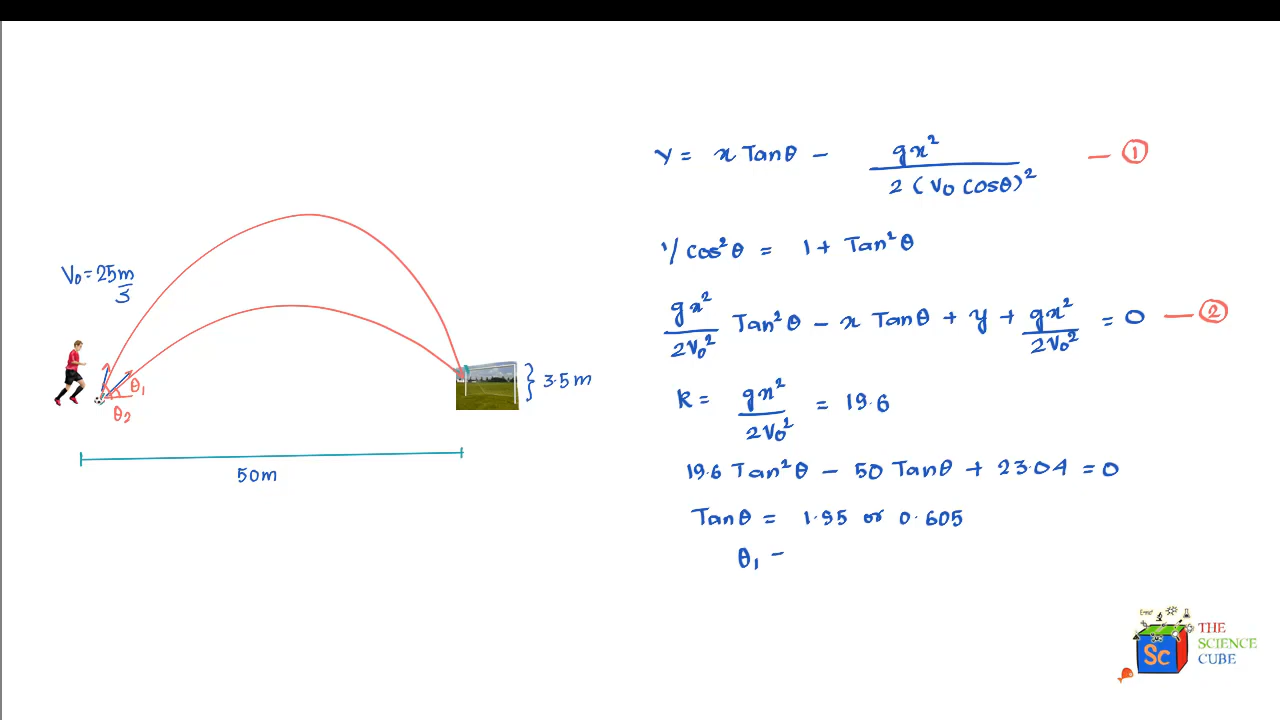 V₀ = 25 m/s
θ₁
θ₂
3.5 m
50m
Y = x Tanθ − gx² / 2 (V₀ cosθ)² — ①
1/cos²θ = 1 + Tan²θ
gx²/2V₀² Tan²θ − x Tanθ + y + gx²/2V₀² = 0 — ②
k = gx²/2V₀² = 19.6
19.6 Tan²θ − 50 Tanθ + 23.04 = 0
Tanθ = 1.95 or 0.605
θ₁ −
THE
SCIENCE
CUBE
Sc